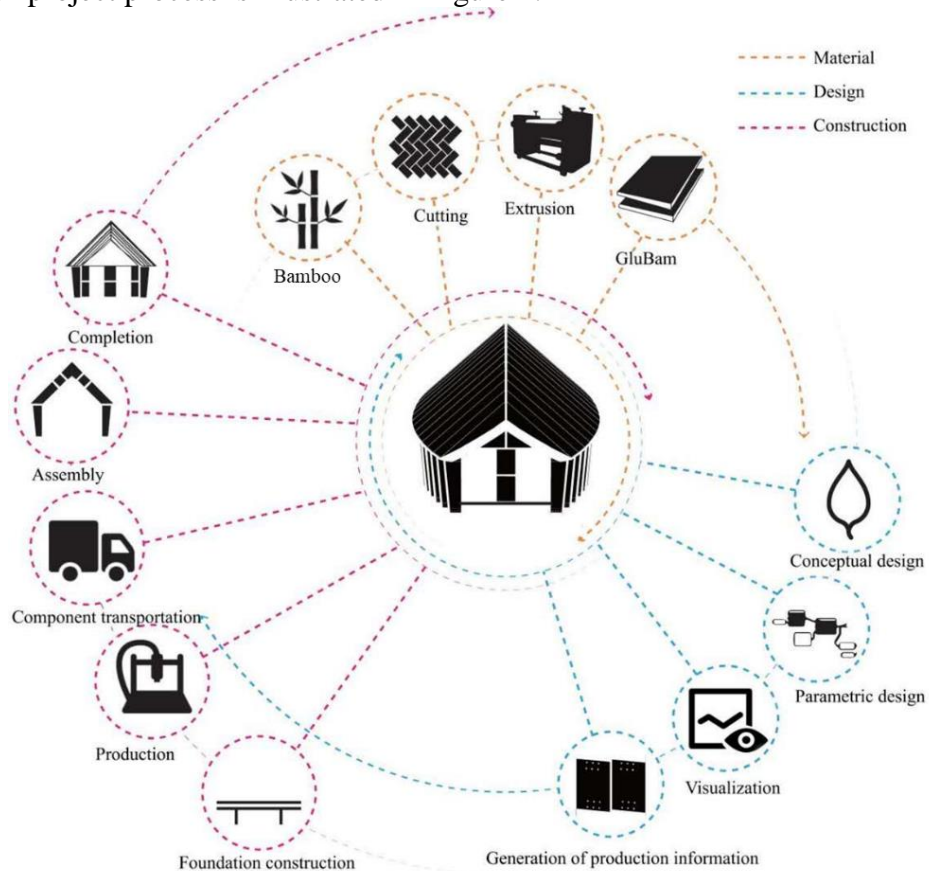 Material
Design
Construction
Cutting
Extrusion
GluBam
Bamboo
Completion
Assembly
Conceptual design
Component transportation
Parametric design
Production
Visualization
Foundation construction
Generation of production information